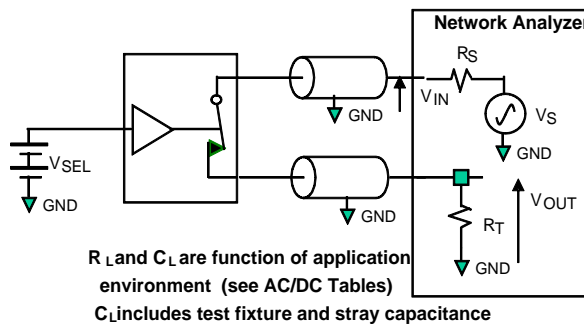 Network Analyzer
RS
VIN
GND
VS
VSEL
GND
GND
GND
VOUT
RT
GND
R L and C L are function of application
environment (see AC/DC Tables)
CL includes test fixture and stray capacitance